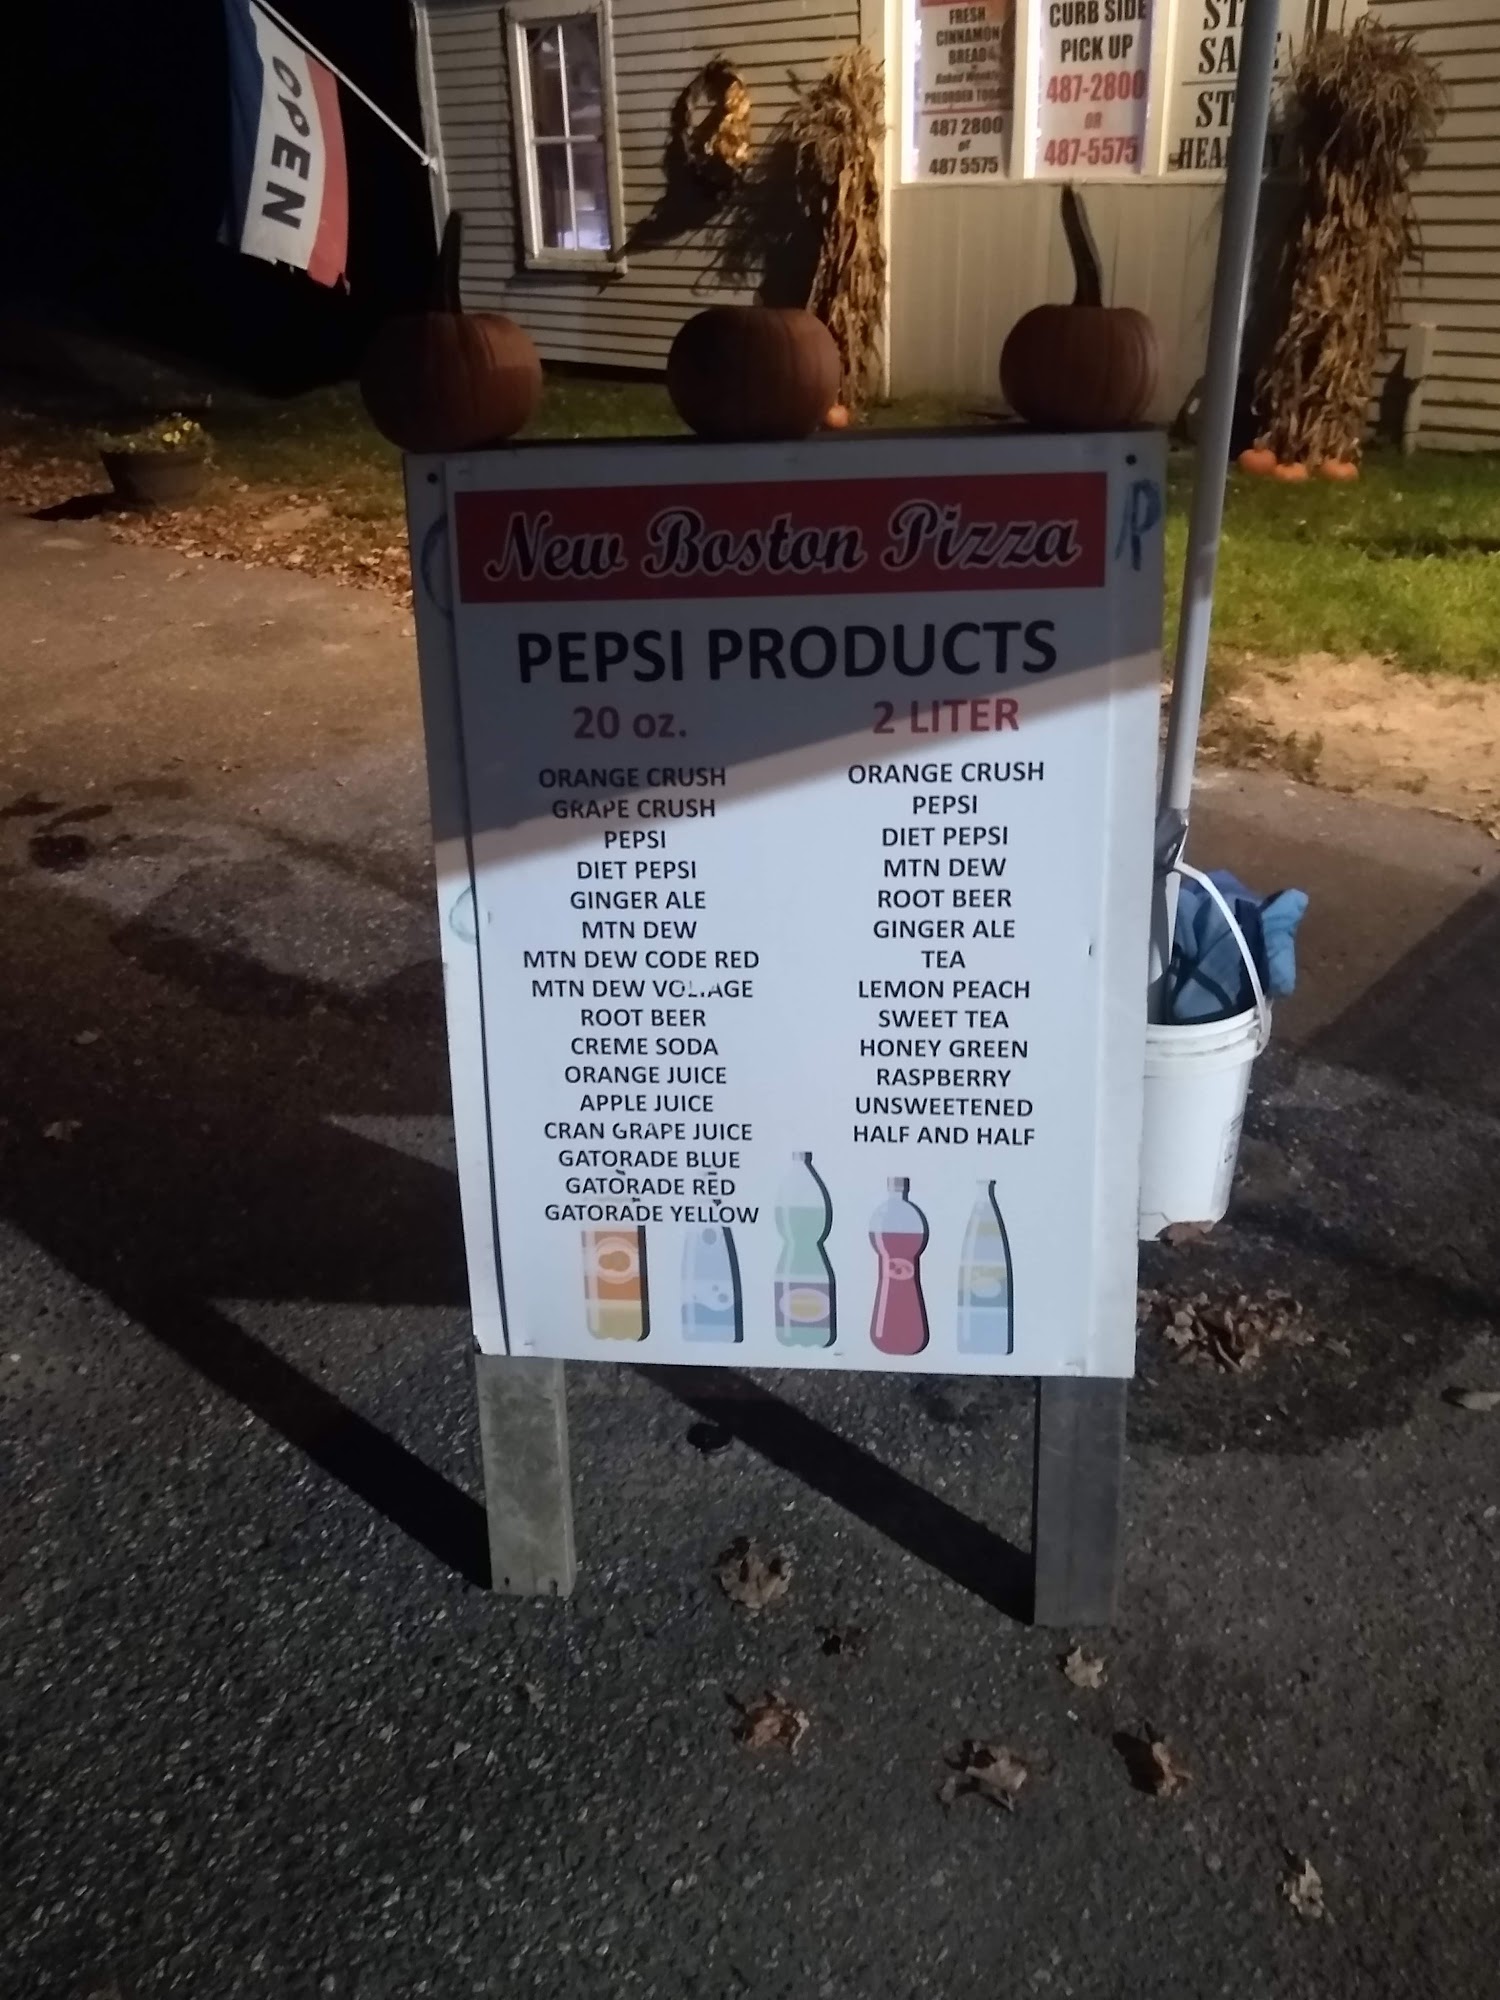 OPEN
FRESH
CINNAMON
BREAD
Baked Weekly
PREORDER
487 2800
or
487 5575
CURB SIDE
PICK UP
487-2800
OR
487-5575
New Boston Pizza
PEPSI PRODUCTS
20 oz.
ORANGE CRUSH
GRAPE CRUSH
PEPSI
DIET PEPSI
GINGER ALE
MTN DEW
MTN DEW CODE RED
MTN DEW VOLTAGE
ROOT BEER
CREME SODA
ORANGE JUICE
APPLE JUICE
CRAN GRAPE JUICE
GATORADE BLUE
GATORADE RED
GATORADE YELLOW
2 LITER
ORANGE CRUSH
PEPSI
DIET PEPSI
MTN DEW
ROOT BEER
GINGER ALE
TEA
LEMON PEACH
SWEET TEA
HONEY GREEN
RASPBERRY
UNSWEETENED
HALF AND HALF